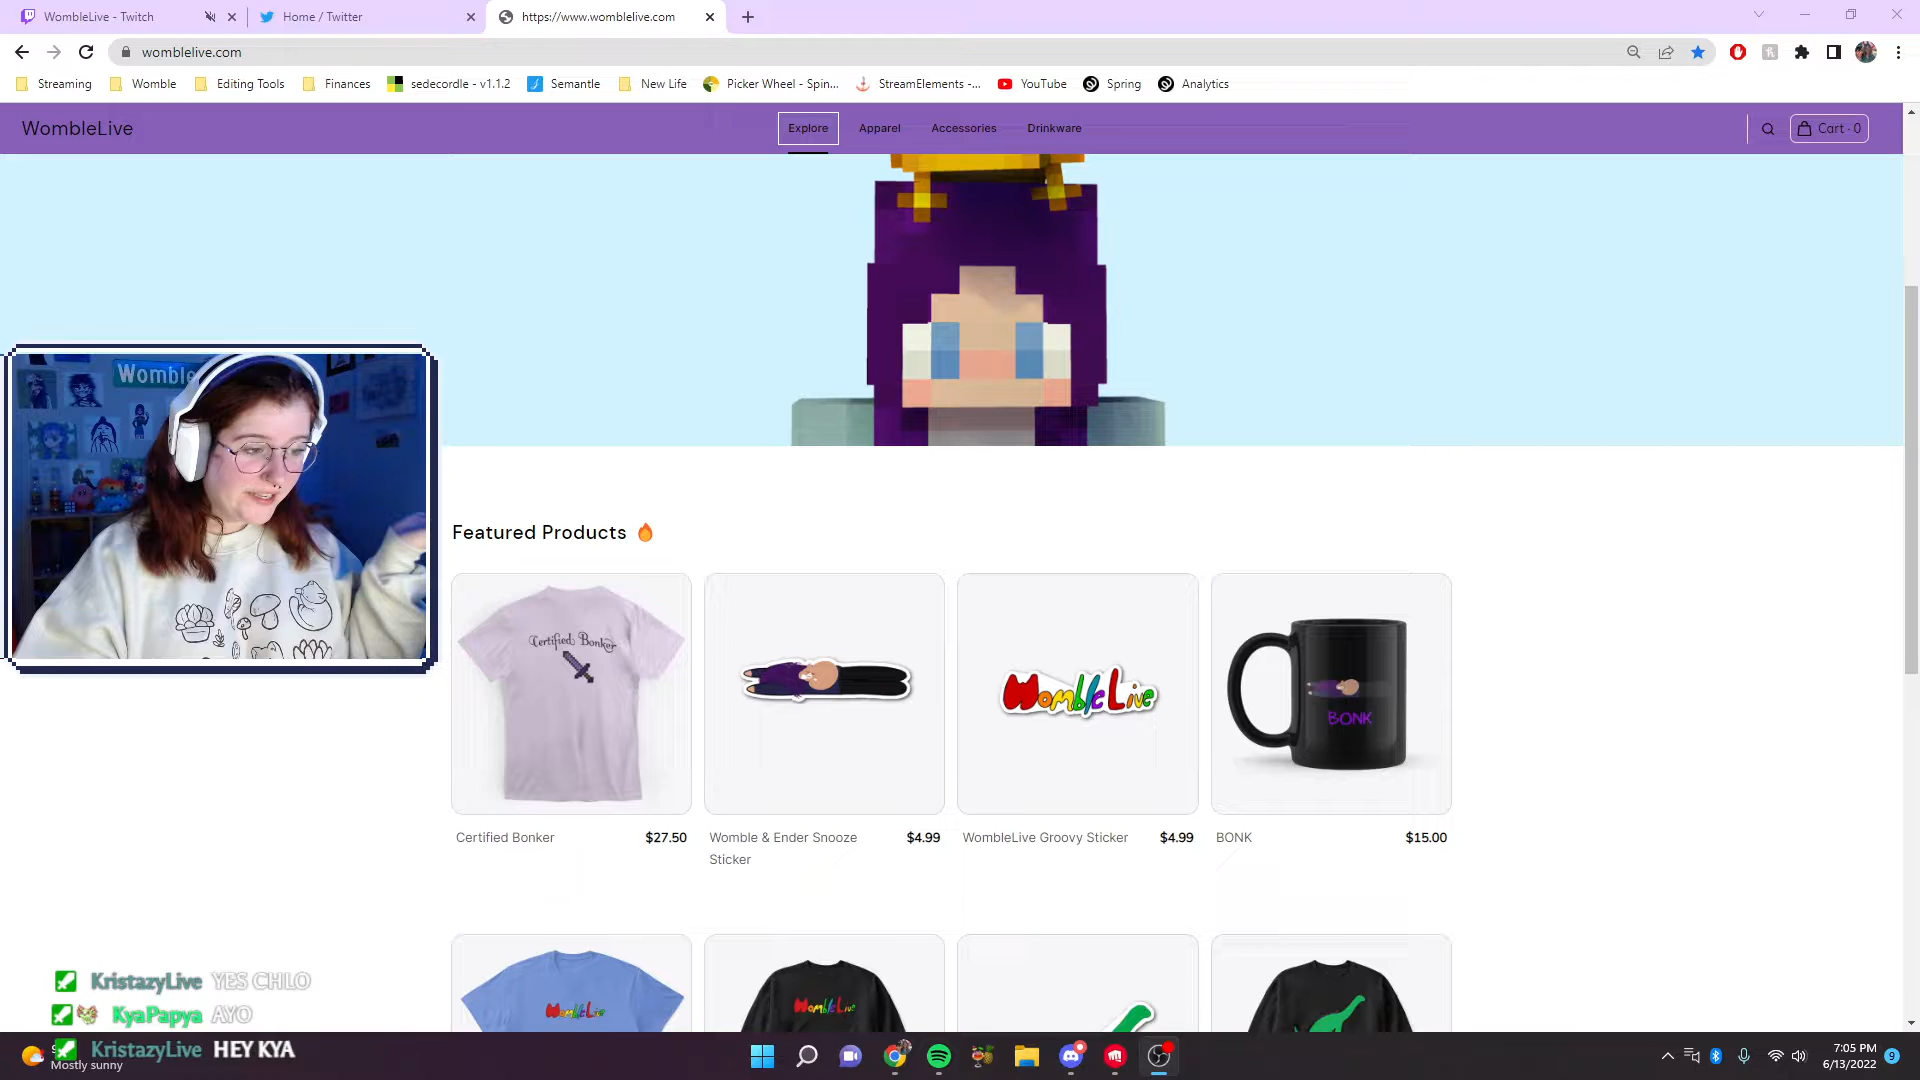 WombleLive - Twitch
Home / Twitter
https://www.womblelive.com
womblelive.com
Streaming
Womble
Editing Tools
Finances
sedecordle - v1.1.2
Semantle
New Life
Picker Wheel - Spin...
StreamElements -...
YouTube
Spring
Analytics
WombleLive
Explore
Apparel
Accessories
Drinkware
Cart · 0
Womble
Featured Products 🔥
Certified Bonker
WombleLive
BONK
Certified Bonker
$27.50
Womble & Ender Snooze
Sticker
$4.99
WombleLive Groovy Sticker
$4.99
BONK
$15.00
WombleLive
WombleLive
KristazyLive YES CHLO
KyaPapya AYO
KristazyLive HEY KYA
Mostly sunny
7:05 PM
6/13/2022
9